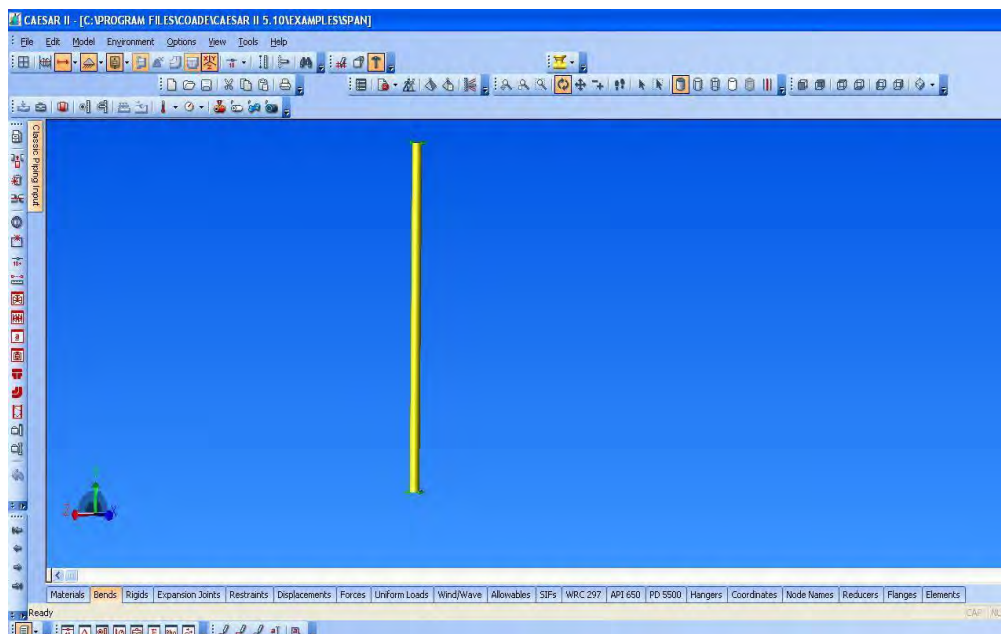 CAESAR II - [C:\PROGRAM FILES\COADE\CAESAR II 5.10\EXAMPLES\SPAN]
File Edit Model Environment Options View Tools Help
Classic Piping Input
Y
Z X
Materials Bends Rigids Expansion Joints Restraints Displacements Forces Uniform Loads Wind/Wave Allowables SIFs WRC 297 API 650 PD 5500 Hangers Coordinates Node Names Reducers Flanges Elements
Ready
CAP NU